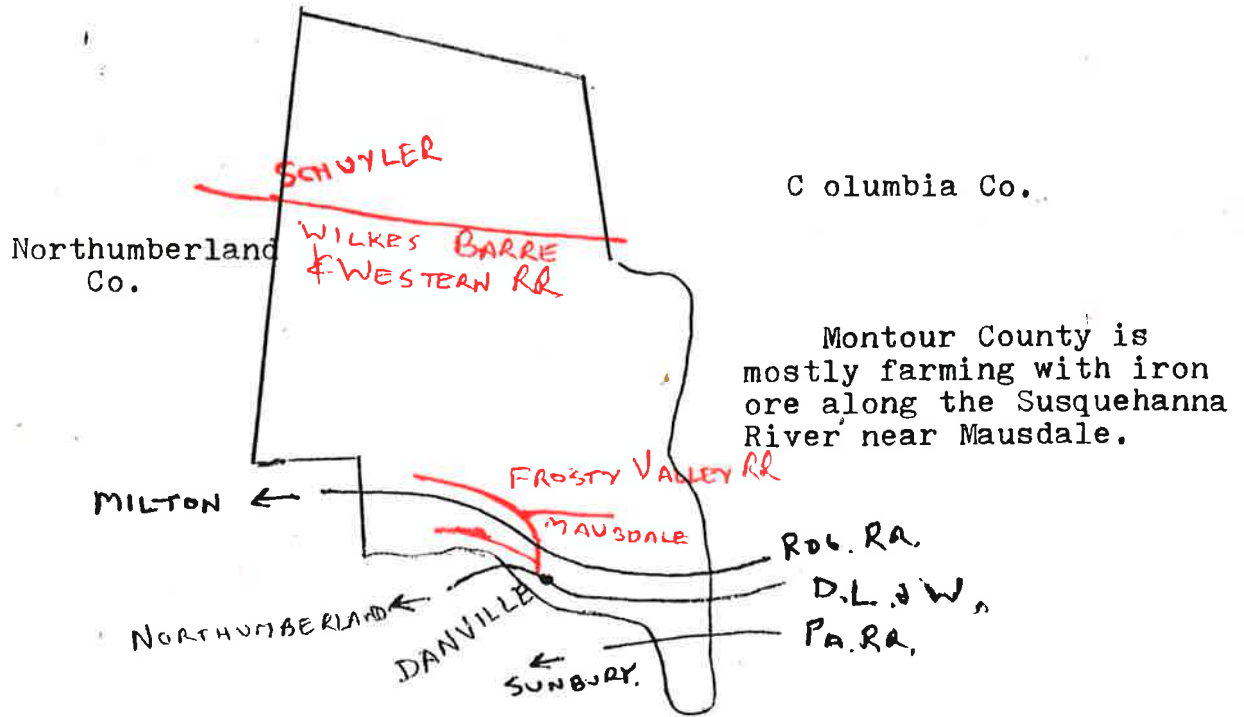 SCHUYLER
C olumbia Co.
WILKES BARRE
& WESTERN RR
Northumberland
Co.
Montour County is
mostly farming with iron
ore along the Susquehanna
River near Mausdale.
FROSTY VALLEY RR
MILTON
MAUSDALE
RDG. RR.
D.L. & W.
NORTHUMBERLAND
DANVILLE
PA. RR.
SUNBURY.